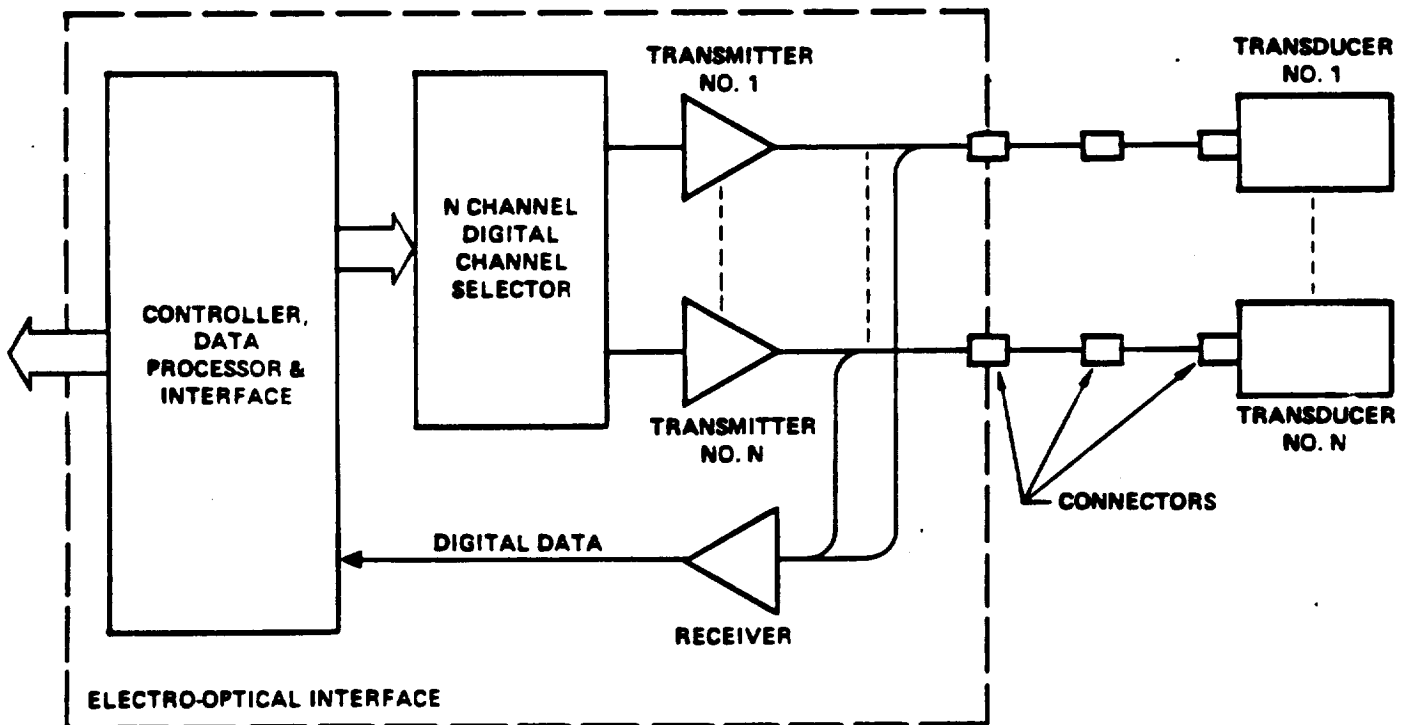 TRANSMITTER
NO. 1
TRANSDUCER
NO. 1
N CHANNEL
DIGITAL
CHANNEL
SELECTOR
CONTROLLER,
DATA
PROCESSOR &
INTERFACE
TRANSMITTER
NO. N
TRANSDUCER
NO. N
CONNECTORS
DIGITAL DATA
RECEIVER
ELECTRO-OPTICAL INTERFACE